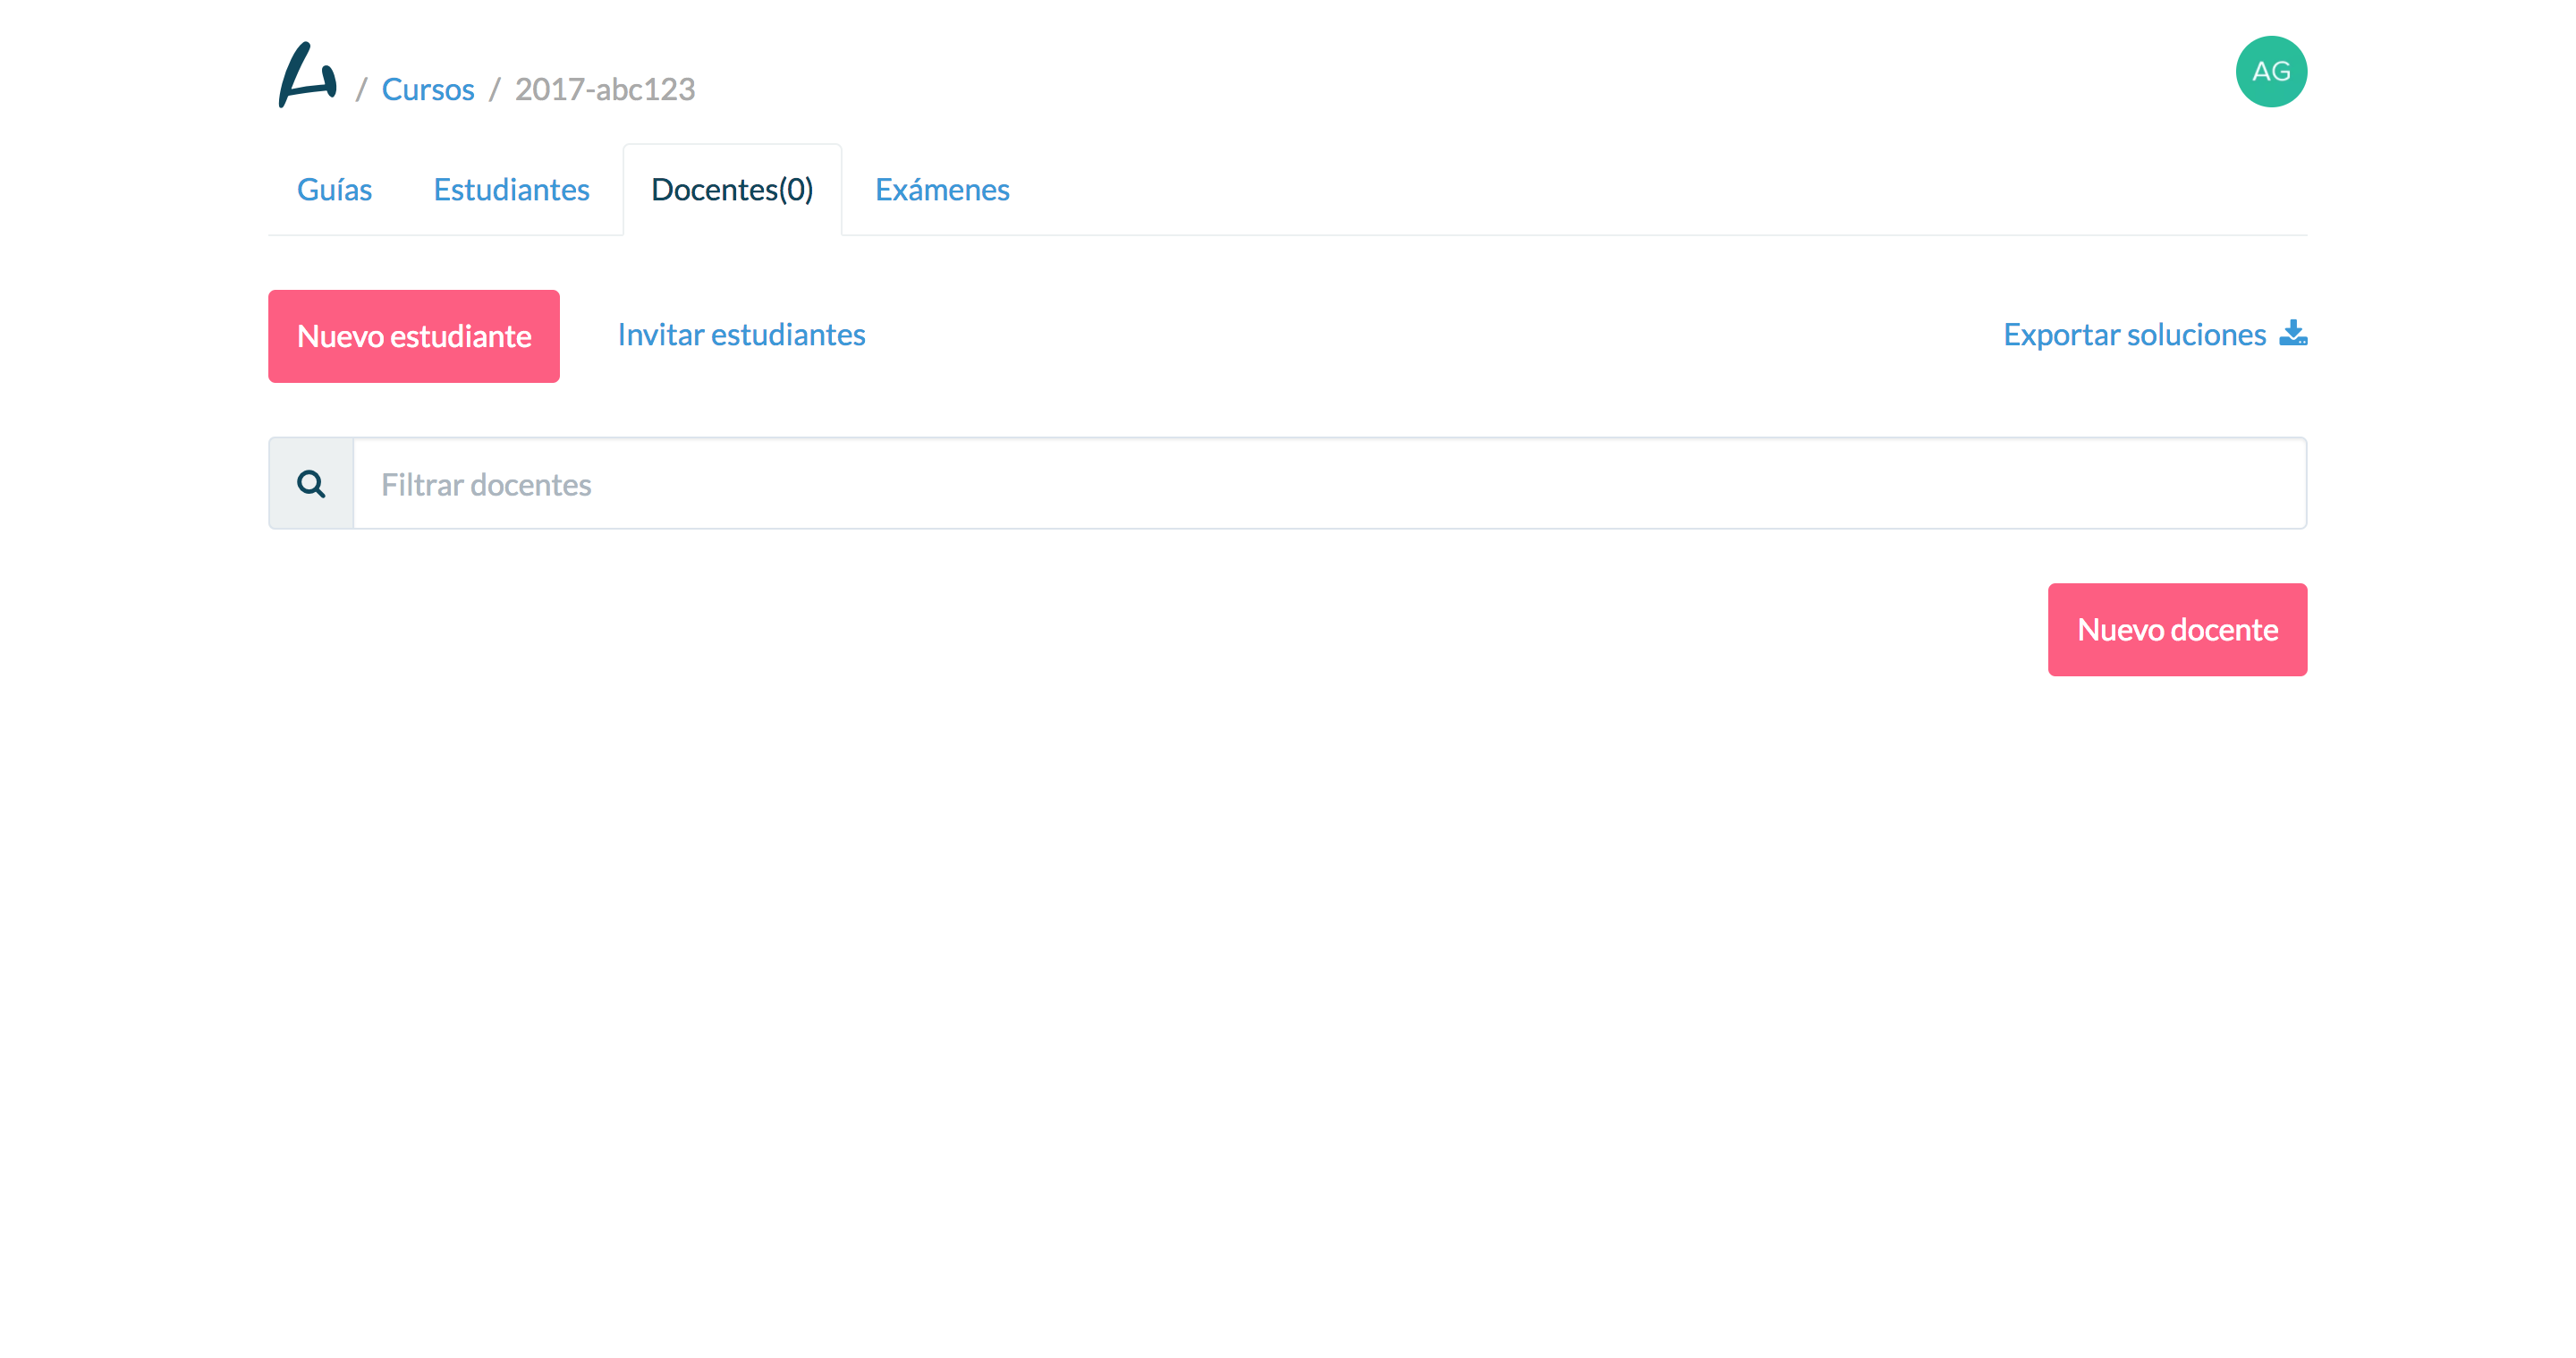 / Cursos / 2017-abc123
AG
Guías Estudiantes Docentes(0) Exámenes
Nuevo estudiante Invitar estudiantes Exportar soluciones
Filtrar docentes
Nuevo docente